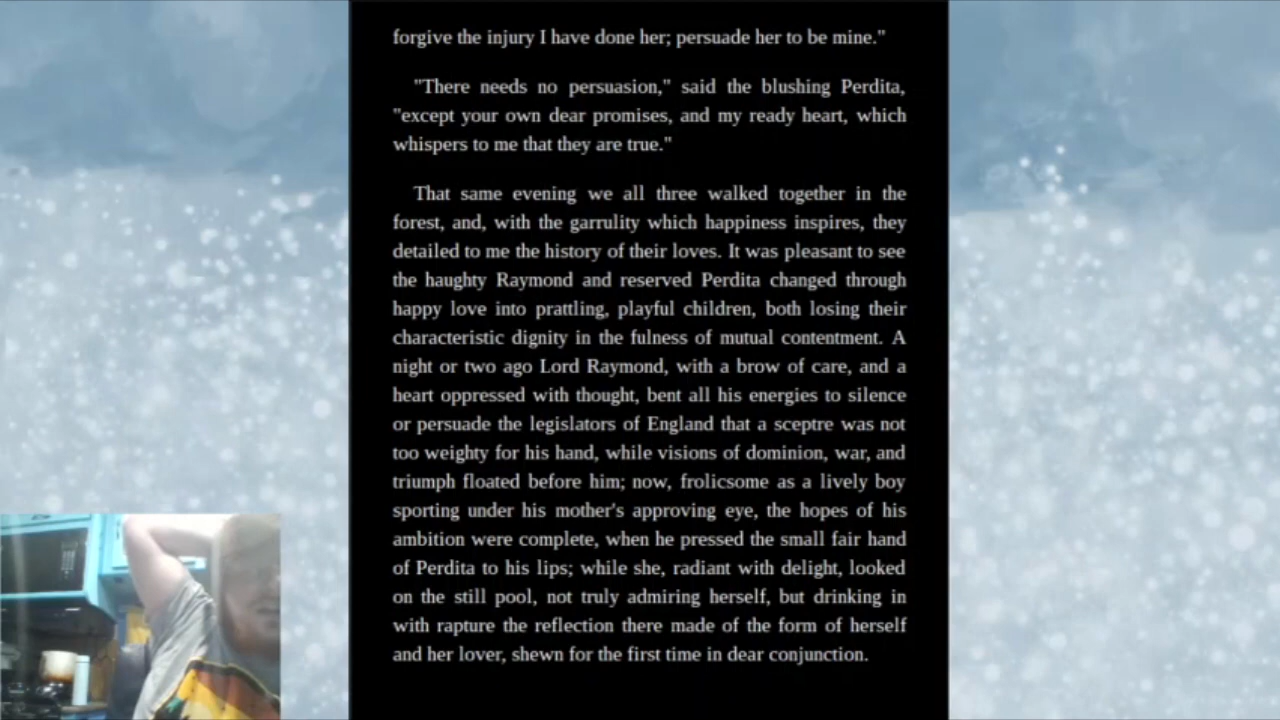 forgive the injury I have done her; persuade her to be mine."
"There needs no persuasion," said the blushing Perdita,
"except your own dear promises, and my ready heart, which
whispers to me that they are true."
That same evening we all three walked together in the
forest, and, with the garrulity which happiness inspires, they
detailed to me the history of their loves. It was pleasant to see
the haughty Raymond and reserved Perdita changed through
happy love into prattling, playful children, both losing their
characteristic dignity in the fulness of mutual contentment. A
night or two ago Lord Raymond, with a brow of care, and a
heart oppressed with thought, bent all his energies to silence
or persuade the legislators of England that a sceptre was not
too weighty for his hand, while visions of dominion, war, and
triumph floated before him; now, frolicsome as a lively boy
sporting under his mother's approving eye, the hopes of his
ambition were complete, when he pressed the small fair hand
of Perdita to his lips; while she, radiant with delight, looked
on the still pool, not truly admiring herself, but drinking in
with rapture the reflection there made of the form of herself
and her lover, shewn for the first time in dear conjunction.